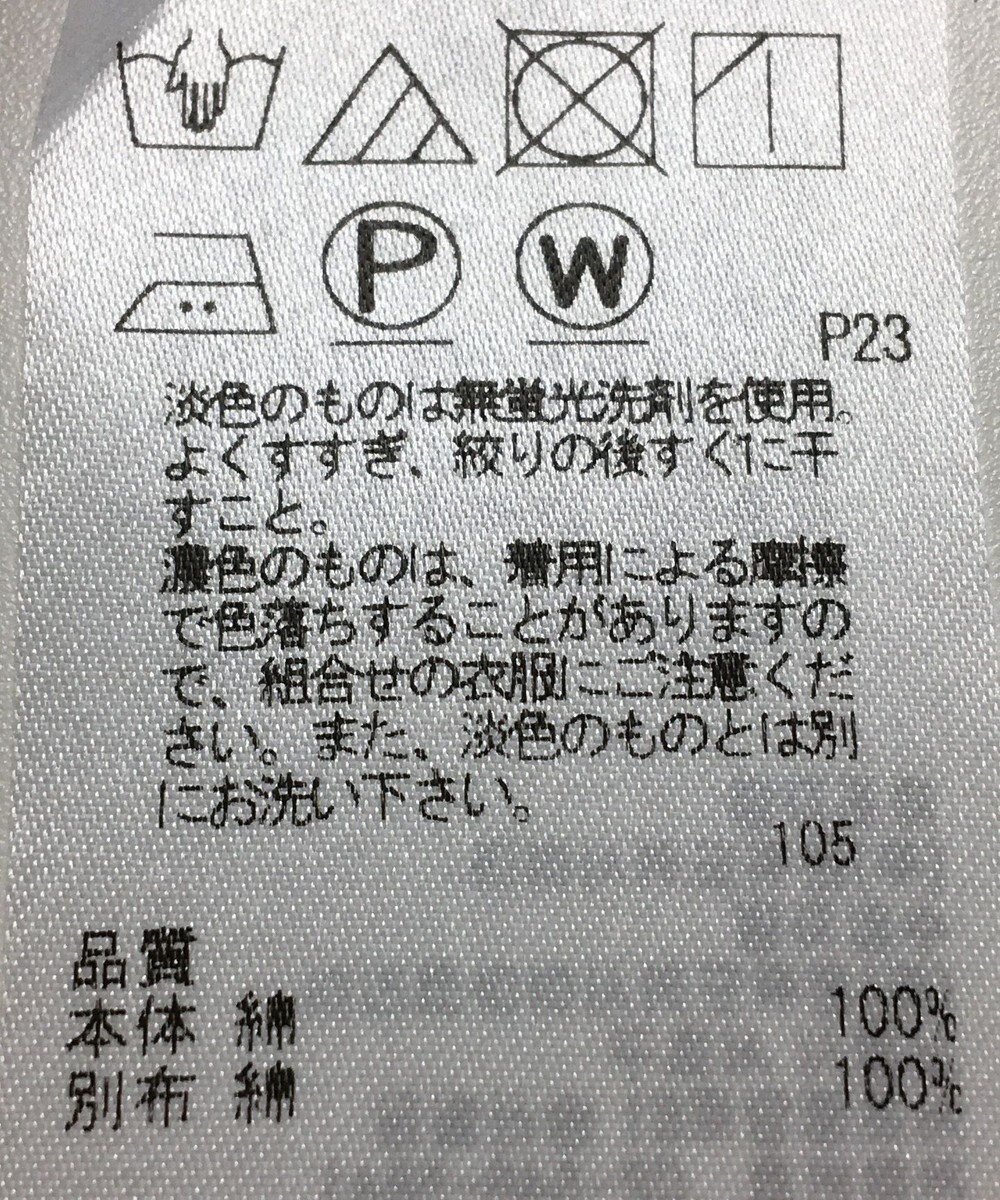 P W
P23
淡色のものは無蛍光洗剤を使用。
よくすすぎ、絞りの後すぐに干
すこと。
濃色のものは、着用による摩擦
で色落ちすることがありますの
で、組合せの衣服にご注意くだ
さい。また、淡色のものとは別
にお洗い下さい。
105
品質
本体 綿 100%
別布 綿 100%